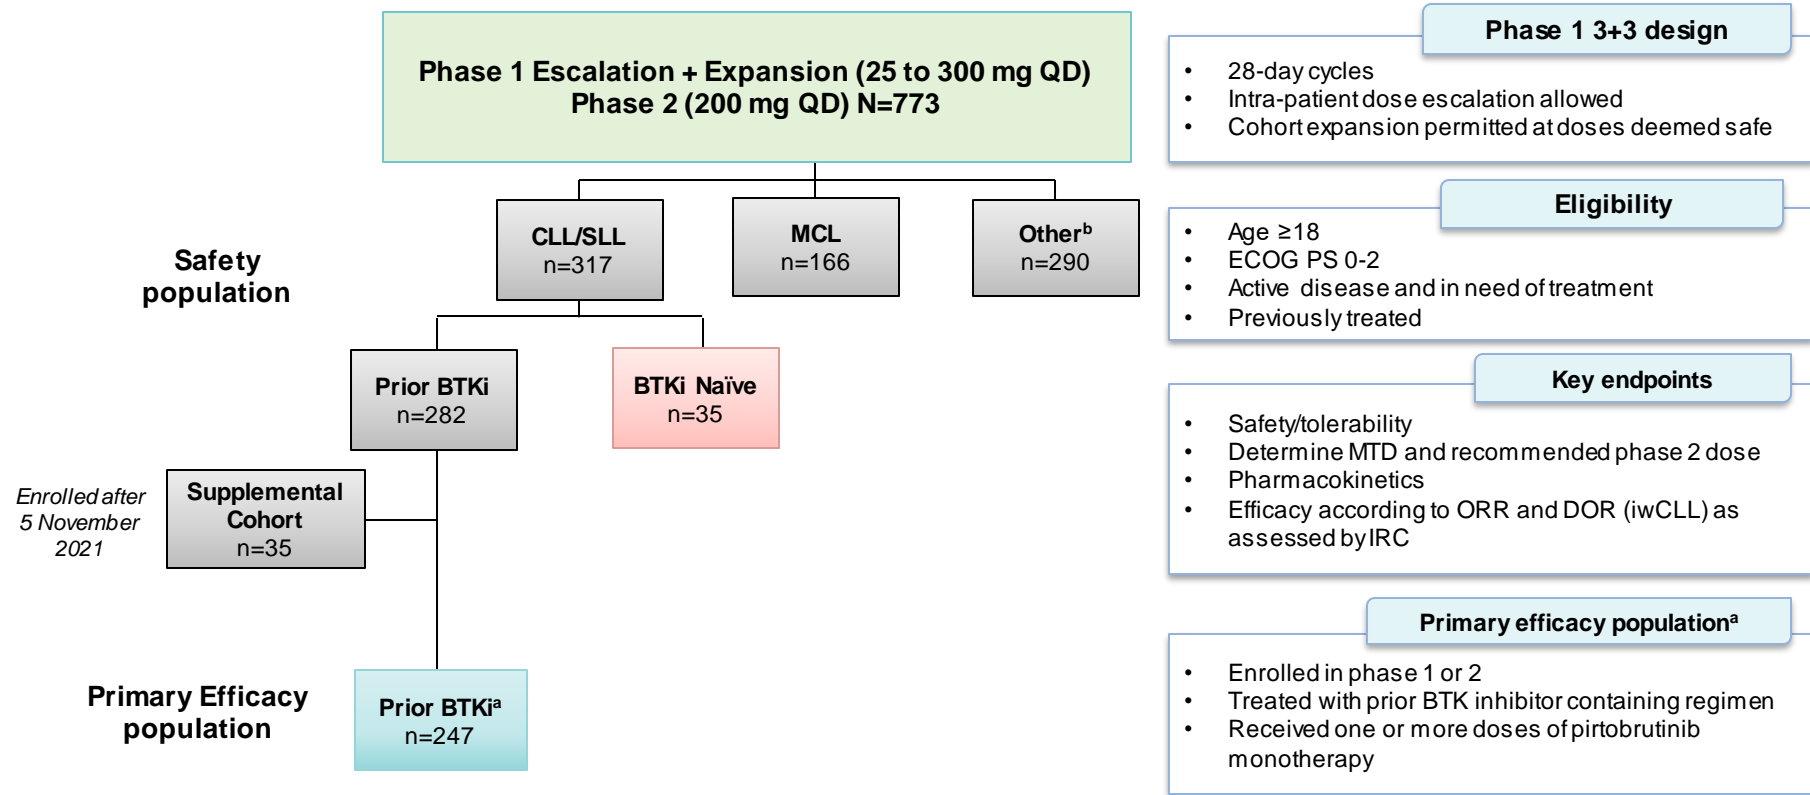 Phase 1 Escalation + Expansion (25 to 300 mg QD)
Phase 2 (200 mg QD) N=773
CLL/SLL
n=317
MCL
n=166
Otherᵇ
n=290
Safety
population
Prior BTKi
n=282
BTKi Naïve
n=35
Enrolled after
5 November
2021
Supplemental
Cohort
n=35
Primary Efficacy
population
Prior BTKiᵃ
n=247
Phase 1 3+3 design
• 28-day cycles
• Intra-patient dose escalation allowed
• Cohort expansion permitted at doses deemed safe
Eligibility
• Age ≥18
• ECOG PS 0-2
• Active disease and in need of treatment
• Previously treated
Key endpoints
• Safety/tolerability
• Determine MTD and recommended phase 2 dose
• Pharmacokinetics
• Efficacy according to ORR and DOR (iwCLL) as
assessed by IRC
Primary efficacy populationᵃ
• Enrolled in phase 1 or 2
• Treated with prior BTK inhibitor containing regimen
• Received one or more doses of pirtobrutinib
monotherapy